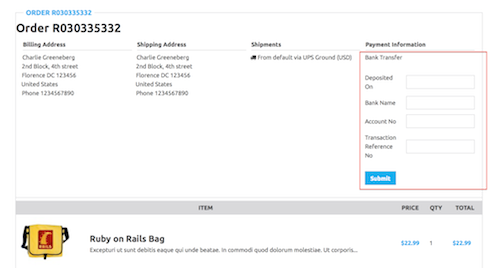 ORDER R030335332
Order R030335332
Billing Address
Charlie Greeneberg
2nd Block, 4th street
Florence DC 123456
United States
Phone 1234567890
Shipping Address
Charlie Greeneberg
2nd Block, 4th street
Florence DC 123456
United States
Phone 1234567890
Shipments
From default via UPS Ground (USD)
Payment Information
Bank Transfer
Deposited
On
Bank Name
Account No
Transaction
Reference
No
Submit
ITEM PRICE QTY TOTAL
RAILS
Ruby on Rails Bag
Excepturi ut sunt debitis eaque qui unde beatae. In commodi quod dolorum molestiae. Ut corporis...
$22.99 1 $22.99